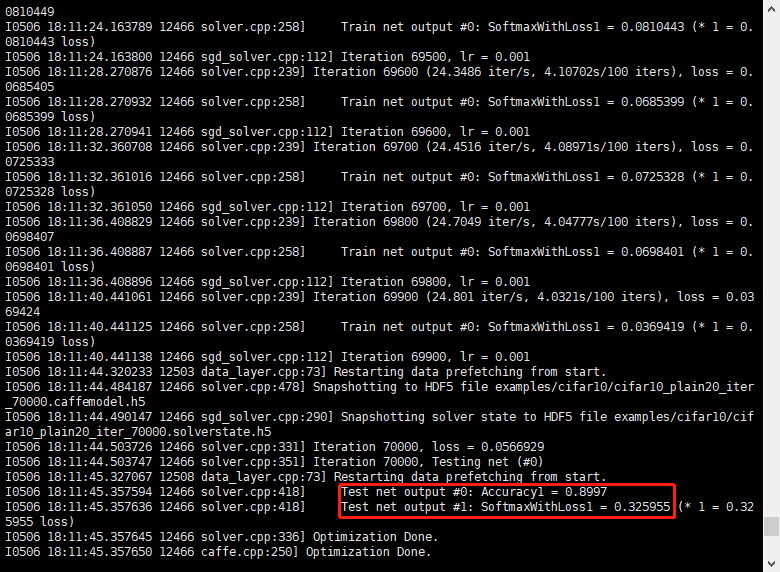 0810449
I0506 18:11:24.163789 12466 solver.cpp:258]     Train net output #0: SoftmaxWithLoss1 = 0.0810443 (* 1 = 0.
0810443 loss)
I0506 18:11:24.163800 12466 sgd_solver.cpp:112] Iteration 69500, lr = 0.001
I0506 18:11:28.270876 12466 solver.cpp:239] Iteration 69600 (24.3486 iter/s, 4.10702s/100 iters), loss = 0.
0685405
I0506 18:11:28.270932 12466 solver.cpp:258]     Train net output #0: SoftmaxWithLoss1 = 0.0685399 (* 1 = 0.
0685399 loss)
I0506 18:11:28.270941 12466 sgd_solver.cpp:112] Iteration 69600, lr = 0.001
I0506 18:11:32.360708 12466 solver.cpp:239] Iteration 69700 (24.4516 iter/s, 4.08971s/100 iters), loss = 0.
0725333
I0506 18:11:32.361016 12466 solver.cpp:258]     Train net output #0: SoftmaxWithLoss1 = 0.0725328 (* 1 = 0.
0725328 loss)
I0506 18:11:32.361050 12466 sgd_solver.cpp:112] Iteration 69700, lr = 0.001
I0506 18:11:36.408829 12466 solver.cpp:239] Iteration 69800 (24.7049 iter/s, 4.04777s/100 iters), loss = 0.
0698407
I0506 18:11:36.408887 12466 solver.cpp:258]     Train net output #0: SoftmaxWithLoss1 = 0.0698401 (* 1 = 0.
0698401 loss)
I0506 18:11:36.408896 12466 sgd_solver.cpp:112] Iteration 69800, lr = 0.001
I0506 18:11:40.441061 12466 solver.cpp:239] Iteration 69900 (24.801 iter/s, 4.0321s/100 iters), loss = 0.03
69424
I0506 18:11:40.441125 12466 solver.cpp:258]     Train net output #0: SoftmaxWithLoss1 = 0.0369419 (* 1 = 0.
0369419 loss)
I0506 18:11:40.441138 12466 sgd_solver.cpp:112] Iteration 69900, lr = 0.001
I0506 18:11:44.320233 12503 data_layer.cpp:73] Restarting data prefetching from start.
I0506 18:11:44.484187 12466 solver.cpp:478] Snapshotting to HDF5 file examples/cifar10/cifar10_plain20_iter
_70000.caffemodel.h5
I0506 18:11:44.490147 12466 sgd_solver.cpp:290] Snapshotting solver state to HDF5 file examples/cifar10/cif
ar10_plain20_iter_70000.solverstate.h5
I0506 18:11:44.503726 12466 solver.cpp:331] Iteration 70000, loss = 0.0566929
I0506 18:11:44.503747 12466 solver.cpp:351] Iteration 70000, Testing net (#0)
I0506 18:11:45.327067 12508 data_layer.cpp:73] Restarting data prefetching from start.
I0506 18:11:45.357594 12466 solver.cpp:418]     Test net output #0: Accuracy1 = 0.8997
I0506 18:11:45.357636 12466 solver.cpp:418]     Test net output #1: SoftmaxWithLoss1 = 0.325955 (* 1 = 0.32
5955 loss)
I0506 18:11:45.357645 12466 solver.cpp:336] Optimization Done.
I0506 18:11:45.357650 12466 caffe.cpp:250] Optimization Done.